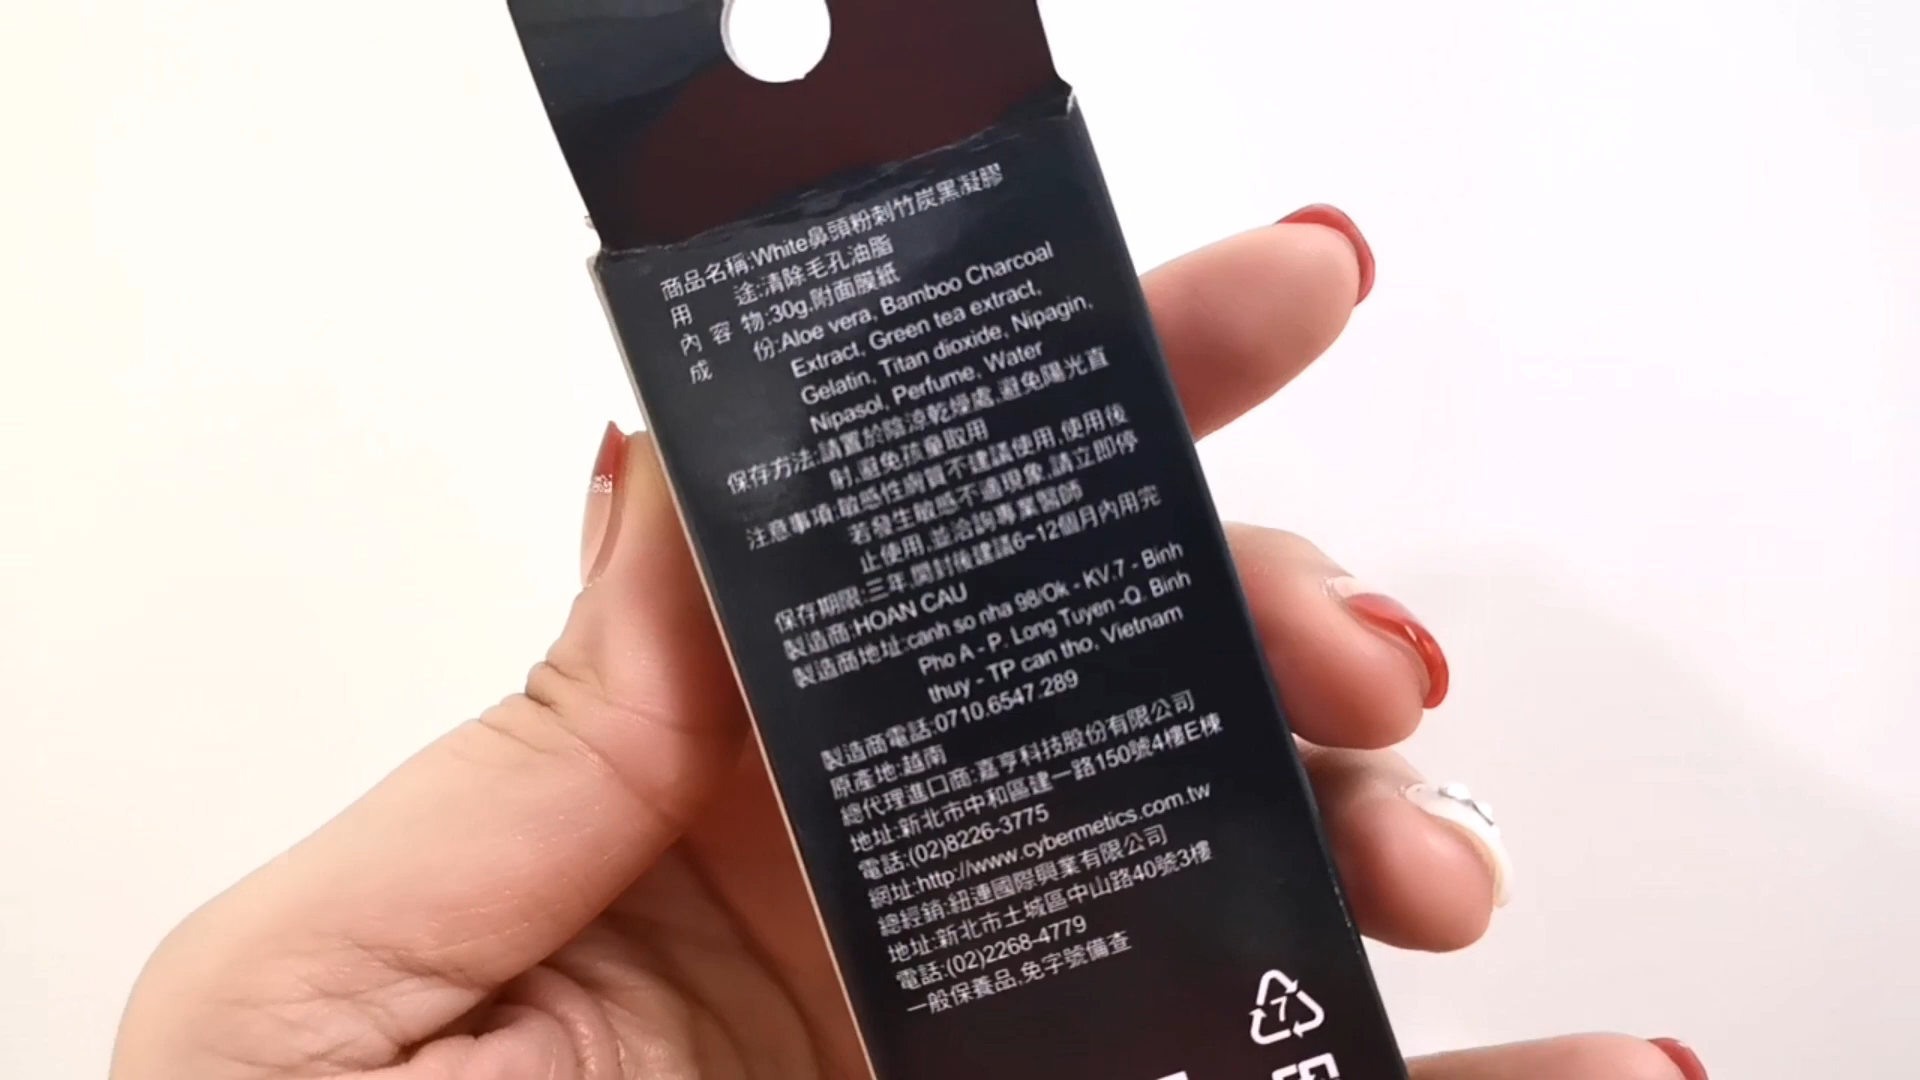 商品名稱:White鼻頭粉刺竹炭黑凝膠
用途:清除毛孔油脂
內容物:30g,附面膜紙
成份:Aloe vera, Bamboo Charcoal
Extract, Green tea extract,
Gelatin, Titan dioxide, Nipagin,
Nipasol, Perfume, Water
保存方法:請置於陰涼乾燥處,避免陽光直
射,避免孩童取用
注意事項:敏感性膚質不建議使用,使用後
若發生敏感不適現象,請立即停
止使用,並洽詢專業醫師
保存期限:三年,開封後建議6~12個月內用完
製造商:HOAN CAU
製造商地址:canh so nha 98/Ok - KV.7 - Binh
Pho A - P. Long Tuyen -Q. Binh
thuy - TP can tho, Vietnam
製造商電話:0710.6547.289
原產地:越南
總代理進口商:嘉亨科技股份有限公司
地址:新北市中和區建一路150號4樓E棟
電話:(02)8226-3775
網址:http://www.cybermetics.com.tw
總經銷:紐連國際興業有限公司
地址:新北市土城區中山路40號3樓
電話:(02)2268-4779
一般保養品,免字號備查
7